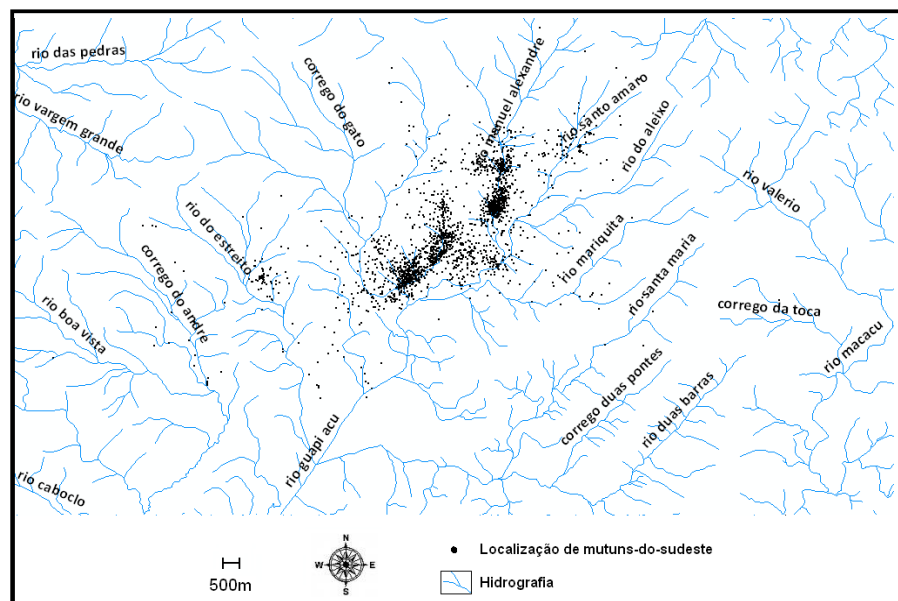 rio das pedras
rio vargem grande
corrego do gato
rio manuel alexandre
rio santo amaro
rio do aleixo
rio valerio
rio do estreito
corrego do andre
rio boa vista
rio mariquita
rio santa maria
corrego da toca
rio macacu
corrego duas pontes
rio duas barras
rio guapi acu
rio caboclo
N
W
E
S
500m
Localização de mutuns-do-sudeste
Hidrografia